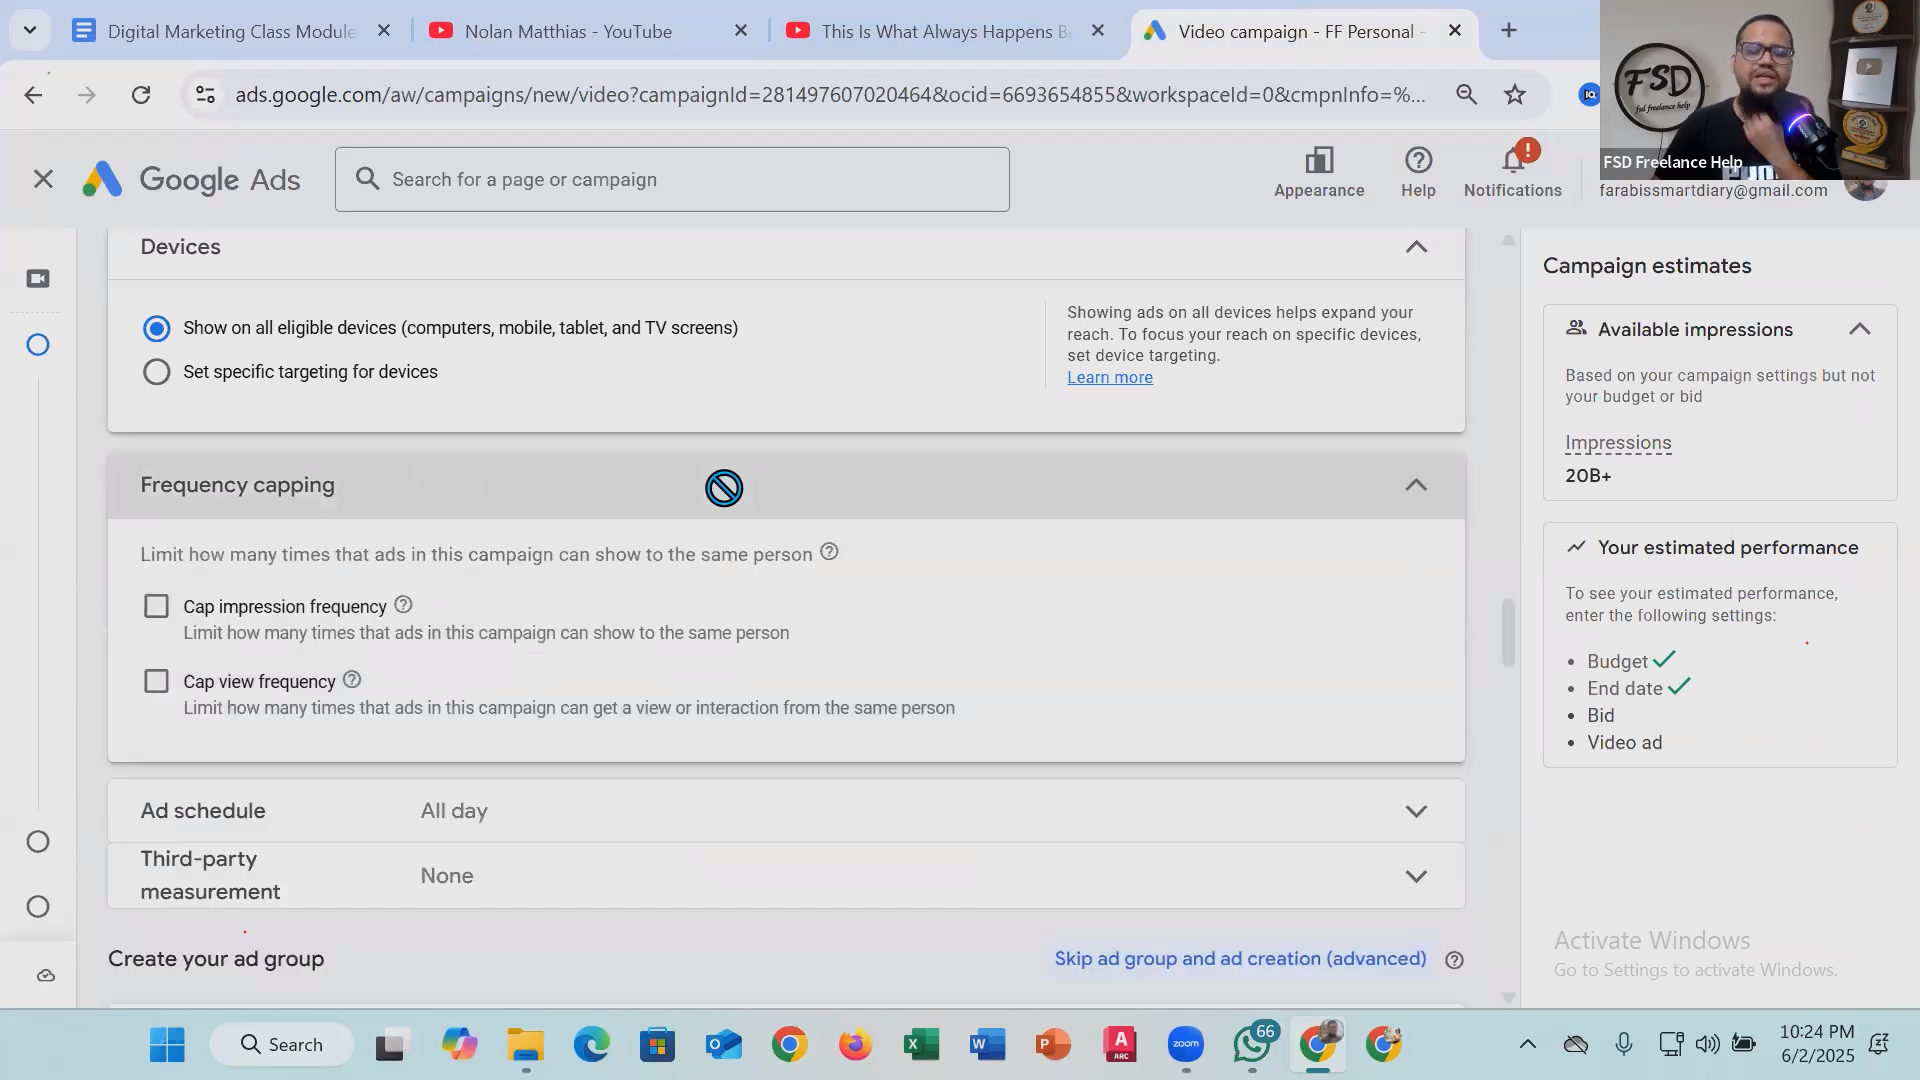 Digital Marketing Class Module
Nolan Matthias - YouTube
This Is What Always Happens B
Video campaign - FF Personal -
ads.google.com/aw/campaigns/new/video?campaignId=281497607020464&ocid=6693654855&workspaceId=0&cmpnInfo=%...
FSD
fsd freelance help
FSD Freelance Help
Google Ads
Search for a page or campaign
Appearance
Help
Notifications
farabissmartdiary@gmail.com
Devices
Show on all eligible devices (computers, mobile, tablet, and TV screens)
Set specific targeting for devices
Showing ads on all devices helps expand your
reach. To focus your reach on specific devices,
set device targeting.
Learn more
Frequency capping
Limit how many times that ads in this campaign can show to the same person
Cap impression frequency
Limit how many times that ads in this campaign can show to the same person
Cap view frequency
Limit how many times that ads in this campaign can get a view or interaction from the same person
Ad schedule
All day
Third-party
measurement
None
Create your ad group
Skip ad group and ad creation (advanced)
Campaign estimates
Available impressions
Based on your campaign settings but not
your budget or bid
Impressions
20B+
Your estimated performance
To see your estimated performance,
enter the following settings:
• Budget
• End date
• Bid
• Video ad
Activate Windows
Go to Settings to activate Windows.
Search
zoom
66
10:24 PM
6/2/2025